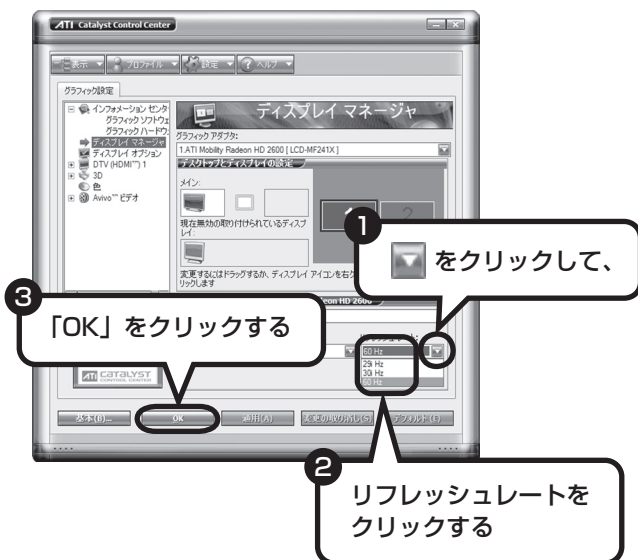 ATI Catalyst Control Center
表示
プロファイル
設定
ヘルプ
グラフィック設定
インフォメーション センタ
グラフィック ソフトウェ
グラフィック ハードウ
ディスプレイ マネージャ
ディスプレイ オプション
DTV (HDMI™) 1
3D
色
Avivo™ ビデオ
ディスプレイ マネージャ
グラフィック アダプタ:
1.ATI Mobility Radeon HD 2600 [ LCD-MF241X ]
デスクトップとディスプレイの設定
メイン:
1
2
現在無効の取り付けられているディスプ
レイ:
変更するにはドラッグするか、ディスプレイ アイコンを右ク
リックします
1
をクリックして、
eon HD 2600
3
「OK」をクリックする
60 Hz
29i Hz
30i Hz
60 Hz
ATI CATALYST
CONTROL CENTER
基本(B)...
OK
適用(A)
変更の取り消し(S)
デフォルト(F)
2
リフレッシュレートを
クリックする